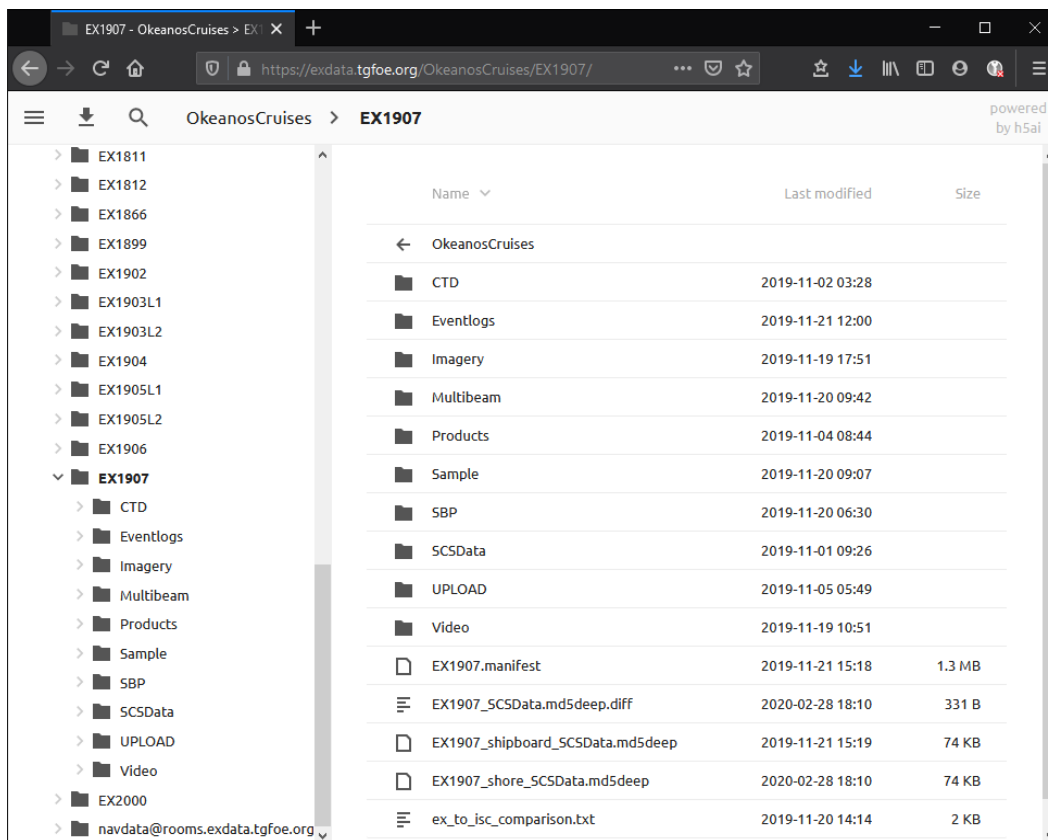 EX1907 - OkeanosCruises > EX1
https://exdata.tgfoe.org/OkeanosCruises/EX1907/
OkeanosCruises > EX1907
powered
by h5ai
EX1811
EX1812
EX1866
EX1899
EX1902
EX1903L1
EX1903L2
EX1904
EX1905L1
EX1905L2
EX1906
EX1907
CTD
Eventlogs
Imagery
Multibeam
Products
Sample
SBP
SCSData
UPLOAD
Video
EX2000
navdata@rooms.exdata.tgfoe.org
Name Last modified Size
OkeanosCruises
CTD 2019-11-02 03:28
Eventlogs 2019-11-21 12:00
Imagery 2019-11-19 17:51
Multibeam 2019-11-20 09:42
Products 2019-11-04 08:44
Sample 2019-11-20 09:07
SBP 2019-11-20 06:30
SCSData 2019-11-01 09:26
UPLOAD 2019-11-05 05:49
Video 2019-11-19 10:51
EX1907.manifest 2019-11-21 15:18 1.3 MB
EX1907_SCSData.md5deep.diff 2020-02-28 18:10 331 B
EX1907_shipboard_SCSData.md5deep 2019-11-21 15:19 74 KB
EX1907_shore_SCSData.md5deep 2020-02-28 18:10 74 KB
ex_to_isc_comparison.txt 2019-11-20 14:14 2 KB